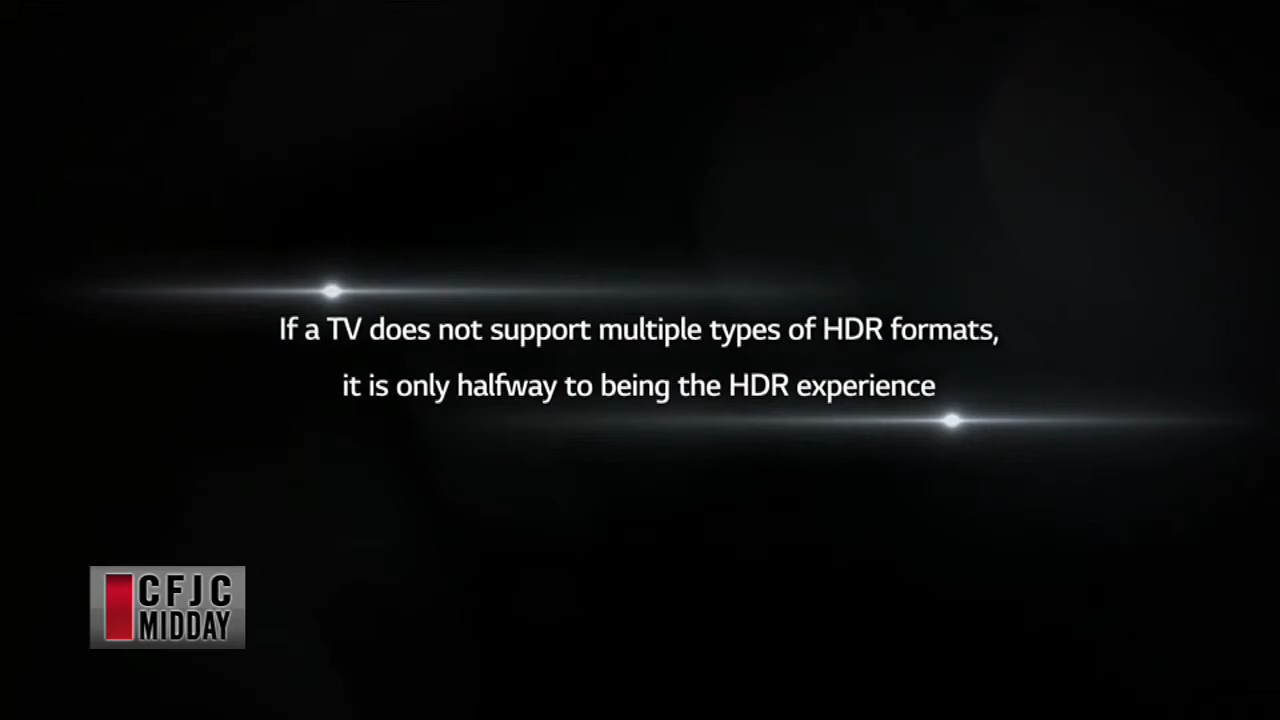 If a TV does not support multiple types of HDR formats,
it is only halfway to being the HDR experience
CFJC
MIDDAY